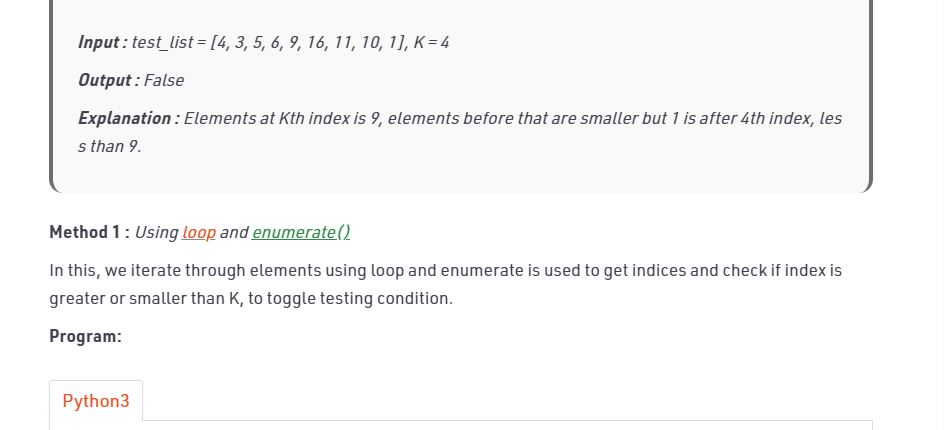 Input : test_list = [4, 3, 5, 6, 9, 16, 11, 10, 1], K = 4
Output : False
Explanation : Elements at Kth index is 9, elements before that are smaller but 1 is after 4th index, les
s than 9.
Method 1 : Using loop and enumerate()
In this, we iterate through elements using loop and enumerate is used to get indices and check if index is
greater or smaller than K, to toggle testing condition.
Program:
Python3